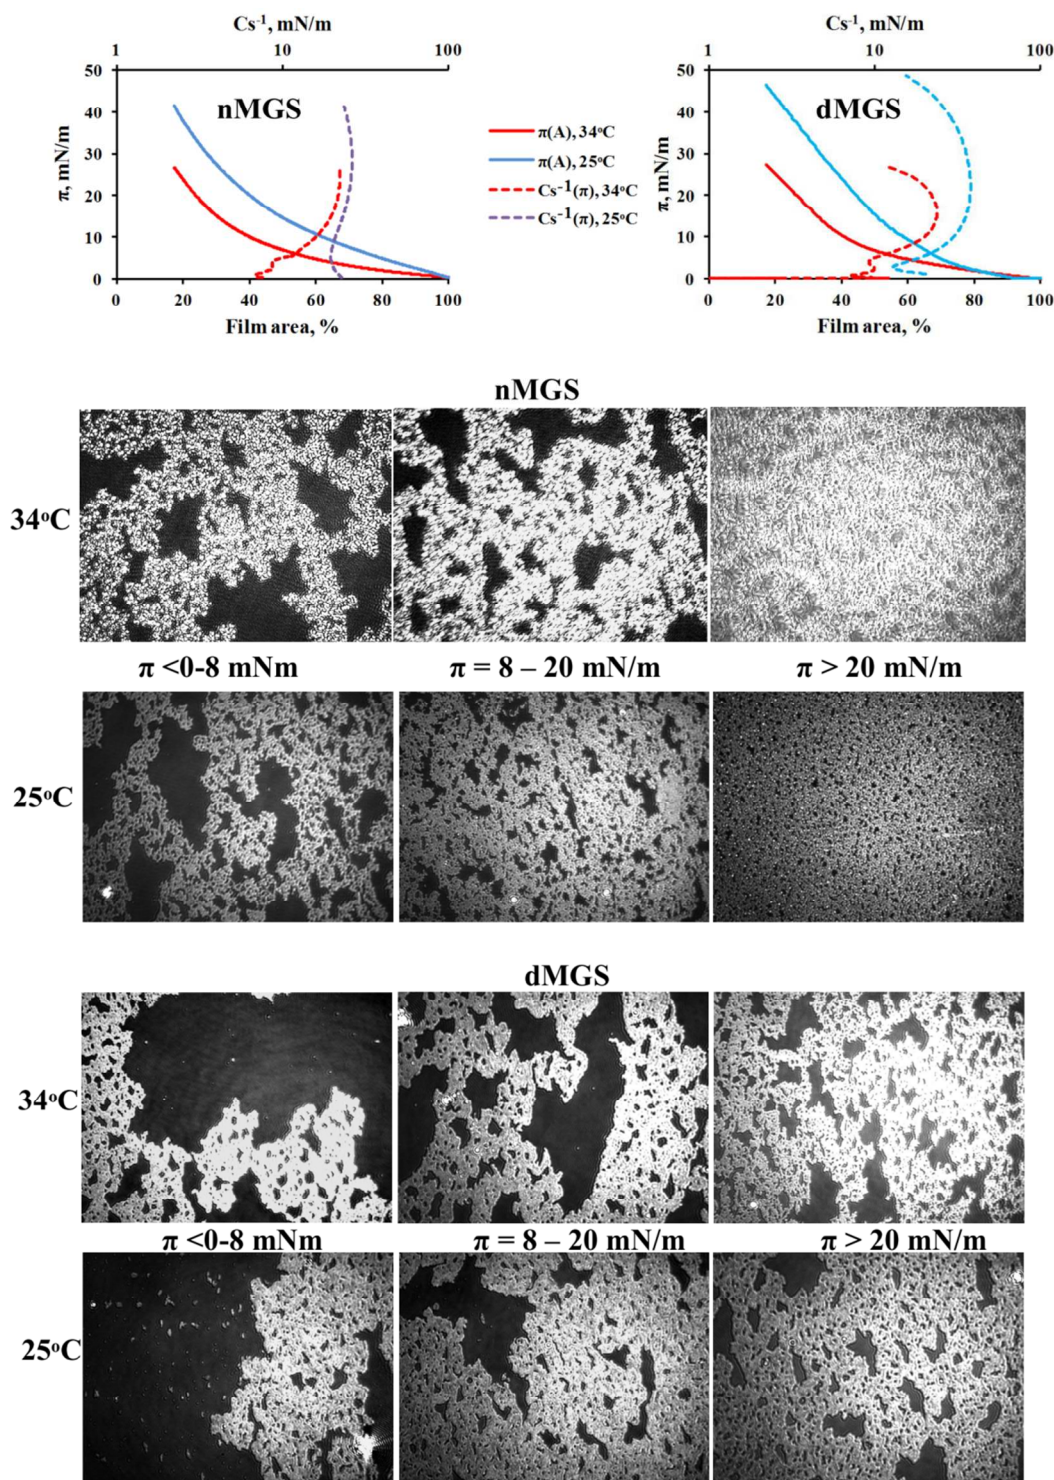 Cs⁻¹, mN/m
1 10 100
50
40
30
20
10
0
π, mN/m
nMGS
0 20 40 60 80 100
Film area, %
π(A), 34°C
π(A), 25°C
Cs⁻¹(π), 34°C
Cs⁻¹(π), 25°C
Cs⁻¹, mN/m
1 10 100
50
40
30
20
10
0
π, mN/m
dMGS
0 20 40 60 80 100
Film area, %
nMGS
34°C
π <0-8 mNm π = 8 – 20 mN/m π > 20 mN/m
25°C
dMGS
34°C
π <0-8 mNm π = 8 – 20 mN/m π > 20 mN/m
25°C